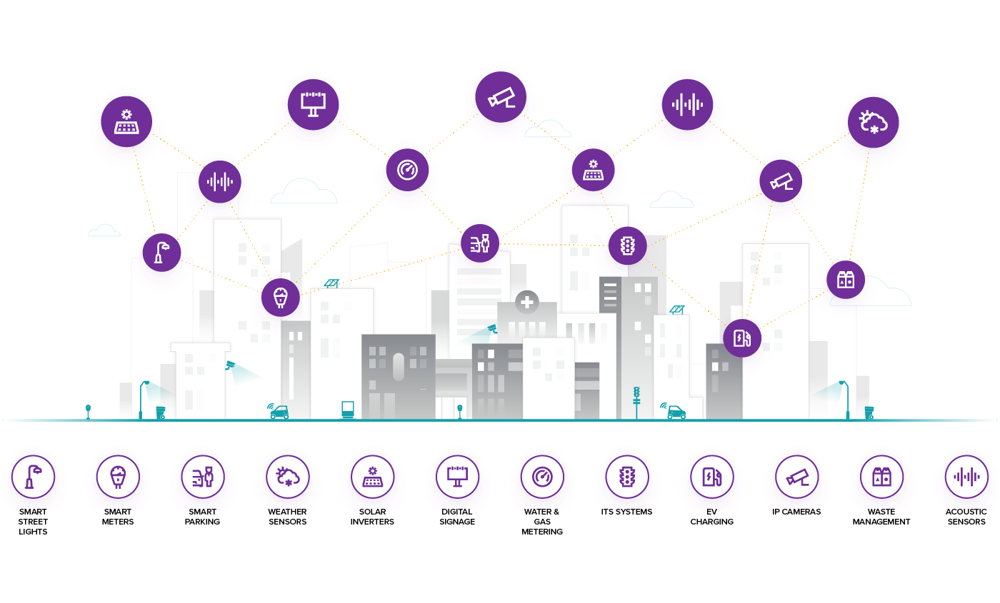 SMART
STREET
LIGHTS
SMART
METERS
SMART
PARKING
WEATHER
SENSORS
SOLAR
INVERTERS
DIGITAL
SIGNAGE
WATER &
GAS
METERING
ITS SYSTEMS
EV
CHARGING
IP CAMERAS
WASTE
MANAGEMENT
ACOUSTIC
SENSORS